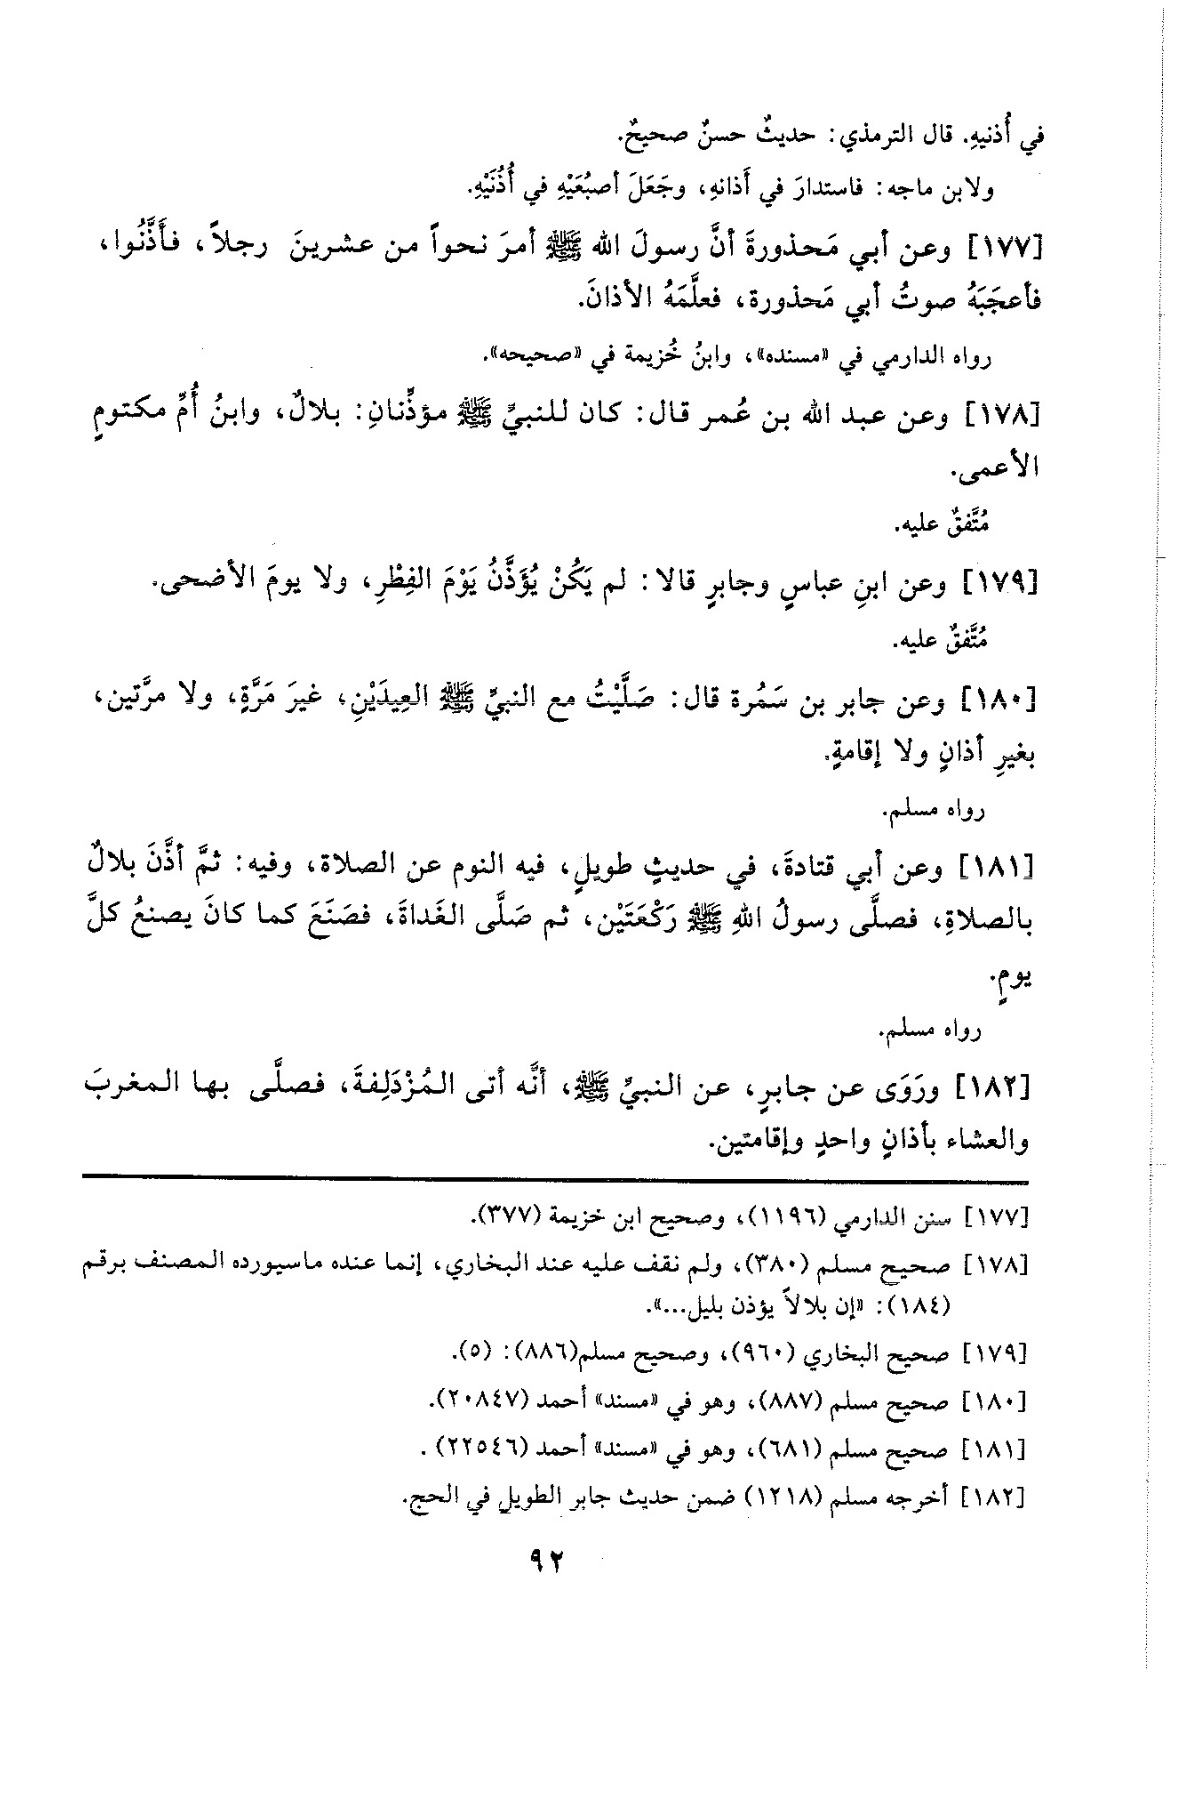 في أُذنيهِ. قال الترمذي: حديثٌ حسنٌ صحيحٌ.
ولابن ماجه: فاستدارَ في أَذانهِ، وجَعَلَ أصبُعَيْهِ في أُذُنَيْهِ.
[١٧٧] وعن أبي مَحذورةَ أنَّ رسولَ الله ﷺ أمرَ نحواً من عشرينَ رجلاً، فأَذَّنُوا،
فأعجَبَهُ صوتُ أبي مَحذورة، فعلَّمَهُ الأذانَ.
رواه الدارمي في «مسنده»، وابنُ خُزيمة في «صحيحه».
[١٧٨] وعن عبد الله بن عُمر قال: كان للنبيِّ ﷺ مؤذِّنانِ: بلالٌ، وابنُ أُمِّ مكتومٍ
الأعمى.
مُتَّفقٌ عليه.
[١٧٩] وعن ابنِ عباسٍ وجابرٍ قالا: لم يَكُنْ يُؤَذَّنُ يَوْمَ الفِطْرِ، ولا يومَ الأضحى.
مُتَّفقٌ عليه.
[١٨٠] وعن جابر بن سَمُرة قال: صَلَّيْتُ مع النبيِّ ﷺ العِيدَيْنِ، غيرَ مَرَّةٍ، ولا مرَّتين،
بغيرِ أذانٍ ولا إقامةٍ.
رواه مسلم.
[١٨١] وعن أبي قتادةَ، في حديثٍ طويلٍ، فيه النوم عن الصلاة، وفيه: ثمَّ أذَّنَ بلالٌ
بالصلاةِ، فصلَّى رسولُ اللهِ ﷺ رَكْعَتَيْن، ثم صَلَّى الغَداةَ، فصَنَعَ كما كانَ يصنعُ كلَّ
يومٍ.
رواه مسلم.
[١٨٢] ورَوَى عن جابرٍ، عن النبيِّ ﷺ، أنَّه أتى المُزْدَلِفةَ، فصلَّى بها المغربَ
والعشاء بأذانٍ واحدٍ وإقامتين.
[١٧٧] سنن الدارمي (١١٩٦)، وصحيح ابن خزيمة (٣٧٧).
[١٧٨] صحيح مسلم (٣٨٠)، ولم نقف عليه عند البخاري، إنما عنده ماسيورده المصنف برقم
(١٨٤): «إن بلالاً يؤذن بليل...».
[١٧٩] صحيح البخاري (٩٦٠)، وصحيح مسلم(٨٨٦): (٥).
[١٨٠] صحيح مسلم (٨٨٧)، وهو في «مسند» أحمد (٢٠٨٤٧).
[١٨١] صحيح مسلم (٦٨١)، وهو في «مسند» أحمد (٢٢٥٤٦) .
[١٨٢] أخرجه مسلم (١٢١٨) ضمن حديث جابر الطويل في الحج.
٩٢